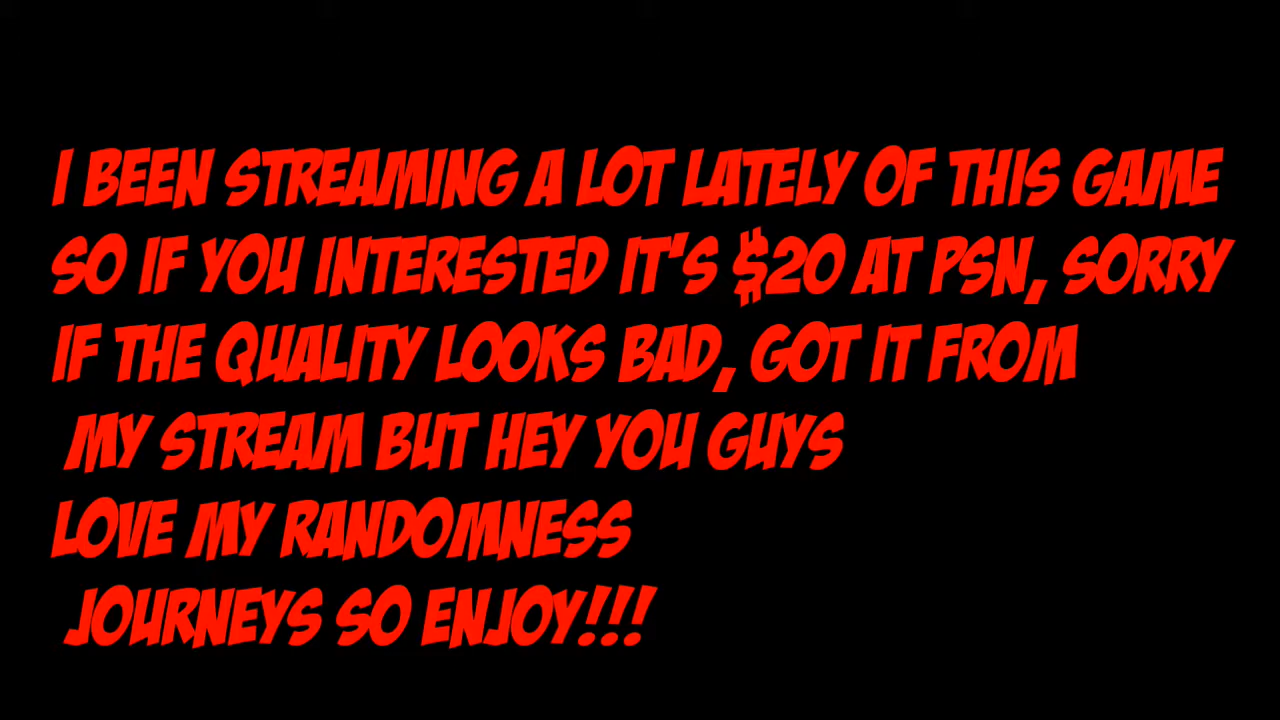 I BEEN STREAMING A LOT LATELY OF THIS GAME
SO IF YOU INTERESTED IT'S $20 AT PSN, SORRY
IF THE QUALITY LOOKS BAD, GOT IT FROM
MY STREAM BUT HEY YOU GUYS
LOVE MY RANDOMNESS
JOURNEYS SO ENJOY!!!